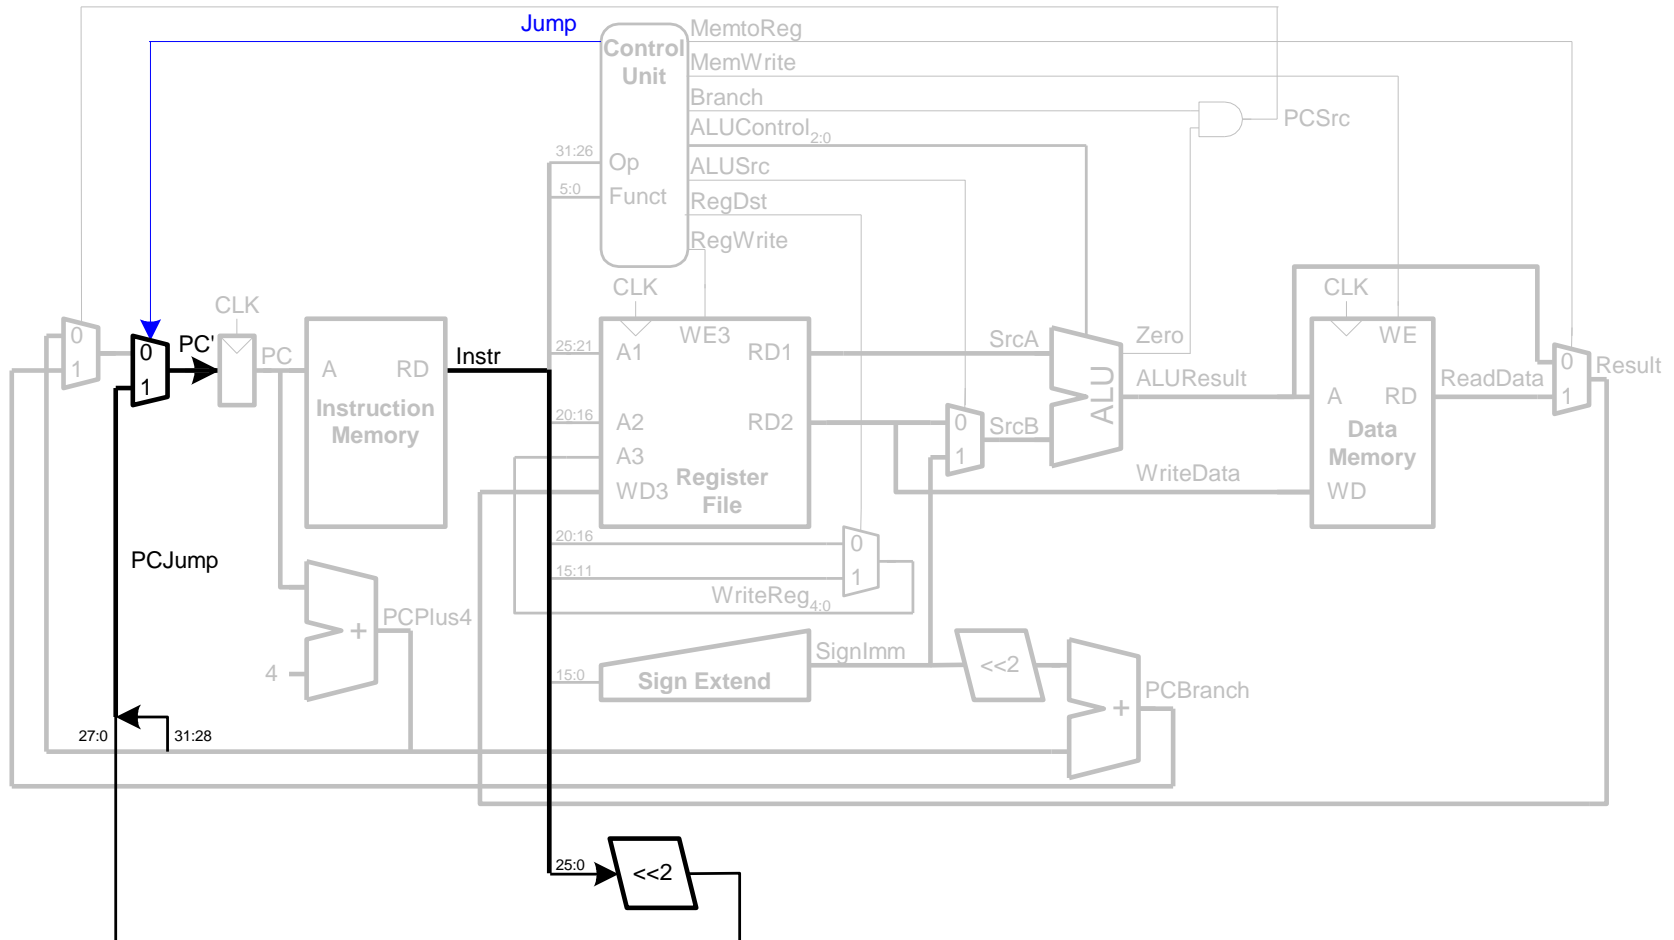 Jump
Control
Unit
MemtoReg
MemWrite
Branch
PCSrc
ALUControl2:0
31:26
Op
ALUSrc
5:0
Funct
RegDst
RegWrite
CLK
CLK
CLK
0
1
0
1
PC'
PC
A
RD
Instruction
Memory
Instr
25:21
A1
WE3
RD1
SrcA
Zero
ALU
ALUResult
WE
A
RD
Data
Memory
WD
ReadData
0
1
Result
20:16
A2
RD2
0
1
SrcB
A3
WD3
Register
File
WriteData
20:16
0
15:11
1
WriteReg4:0
PCJump
PCPlus4
+
4
SignImm
<<2
15:0
Sign Extend
PCBranch
+
27:0
31:28
25:0
<<2